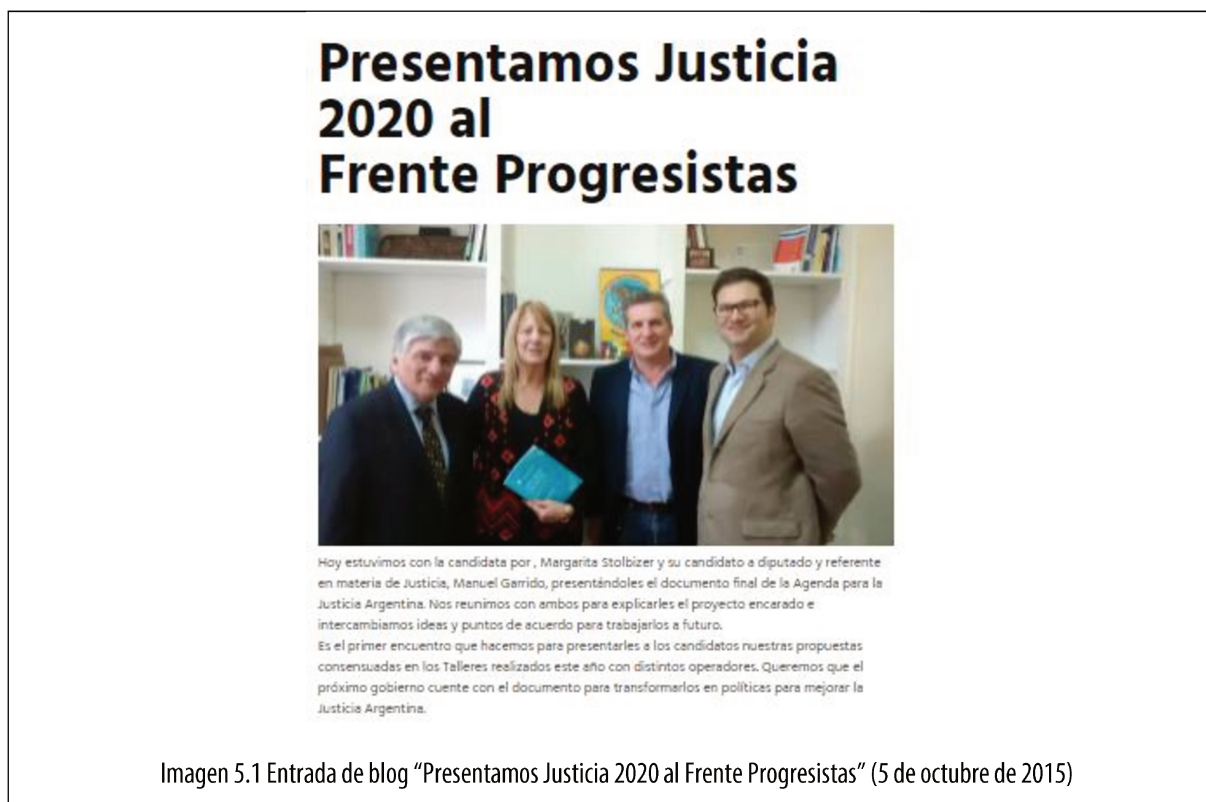 Presentamos Justicia
2020 al
Frente Progresistas
Hoy estuvimos con la candidata por , Margarita Stolbizer y su candidato a diputado y referente
en materia de Justicia, Manuel Garrido, presentándoles el documento final de la Agenda para la
Justicia Argentina. Nos reunimos con ambos para explicarles el proyecto encarado e
intercambiamos ideas y puntos de acuerdo para trabajarlos a futuro.
Es el primer encuentro que hacemos para presentarles a los candidatos nuestras propuestas
consensuadas en los Talleres realizados este año con distintos operadores. Queremos que el
próximo gobierno cuente con el documento para transformarlos en políticas para mejorar la
Justicia Argentina.
Imagen 5.1 Entrada de blog “Presentamos Justicia 2020 al Frente Progresistas” (5 de octubre de 2015)